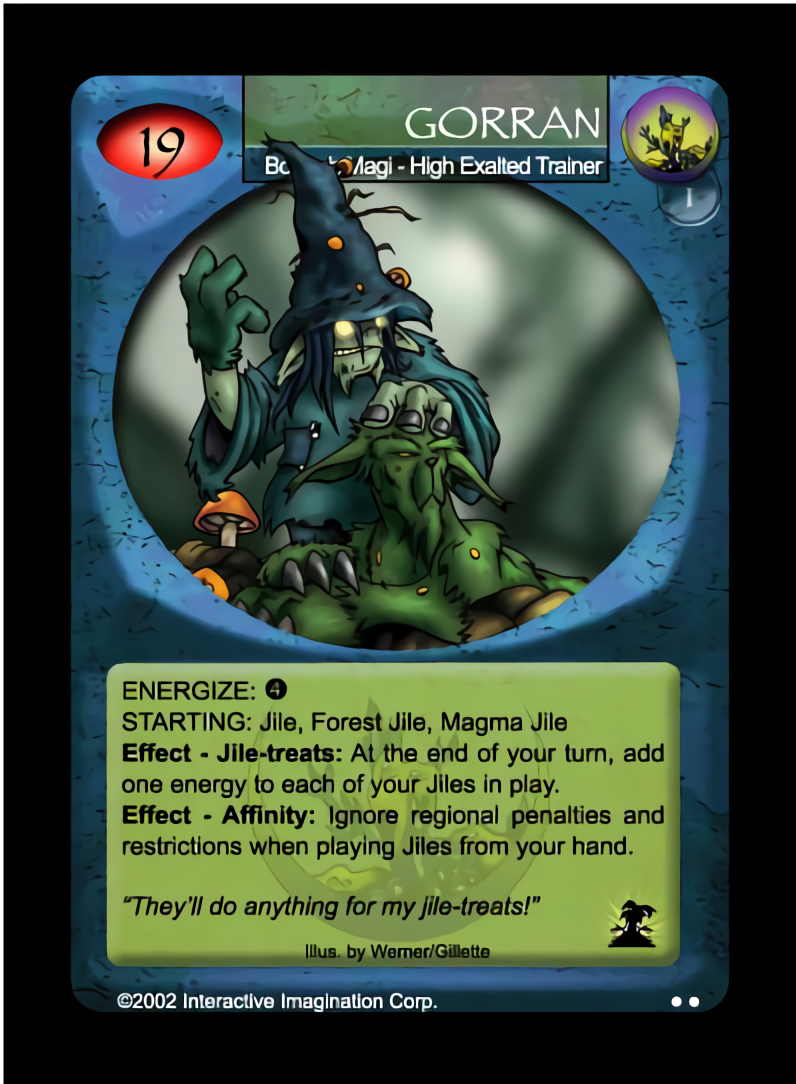 19
GORRAN
Magi - High Exalted Trainer
I
ENERGIZE: 4
STARTING: Jile, Forest Jile, Magma Jile
Effect - Jile-treats: At the end of your turn, add
one energy to each of your Jiles in play.
Effect - Affinity: Ignore regional penalties and
restrictions when playing Jiles from your hand.
“They’ll do anything for my jile-treats!”
Illus. by Werner/Gillette
©2002 Interactive Imagination Corp.